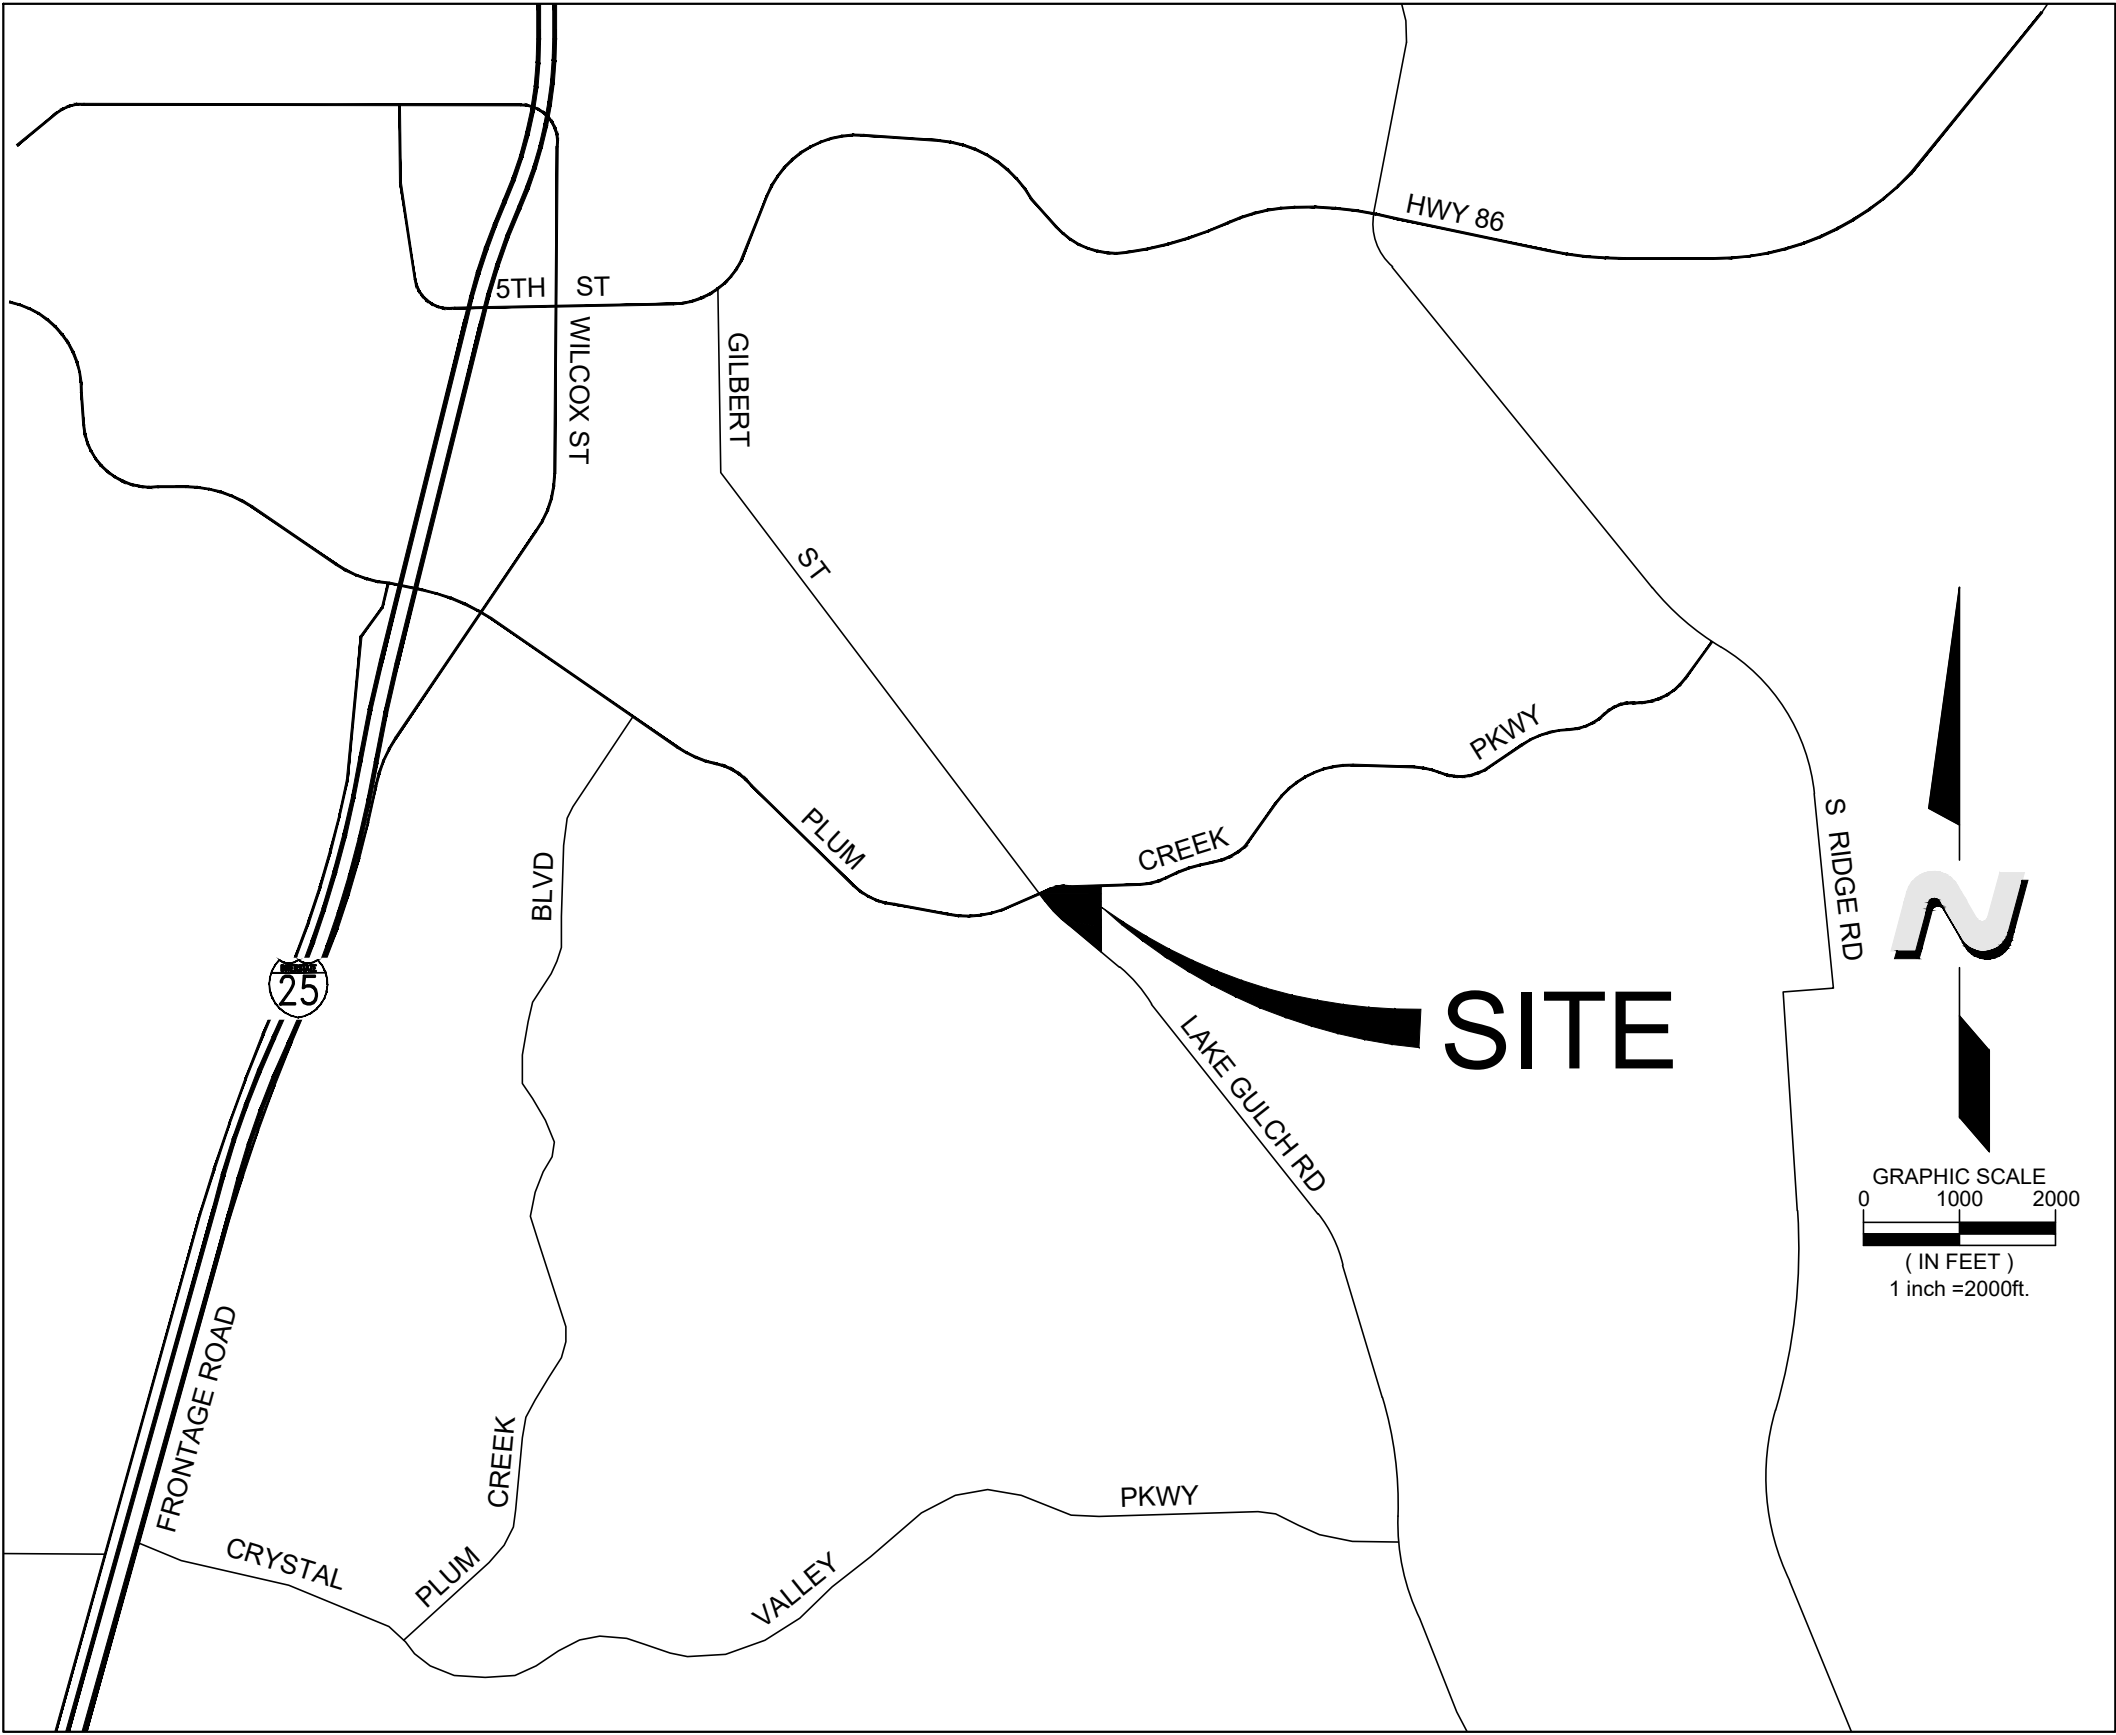 HWY 86
5TH ST
WILCOX ST
GILBERT
ST
PKWY
PLUM
CREEK
S RIDGE RD
BLVD
25
SITE
LAKE GULCH RD
GRAPHIC SCALE
0 1000 2000
( IN FEET )
1 inch =2000ft.
FRONTAGE ROAD
CREEK
PKWY
CRYSTAL
PLUM
VALLEY
N